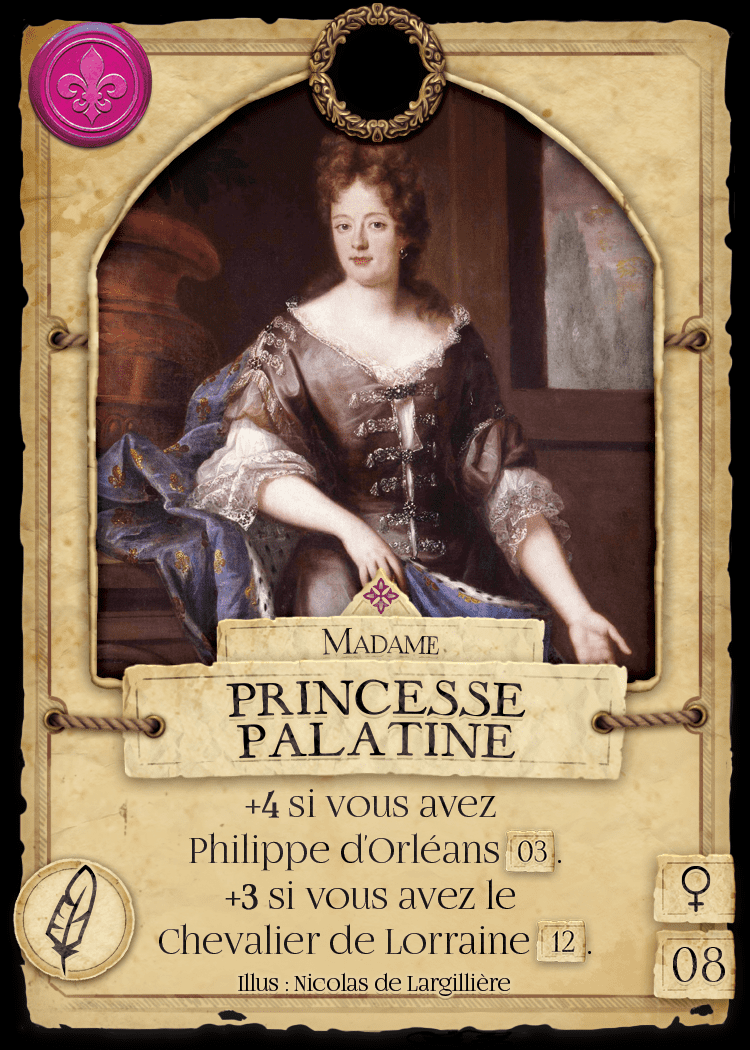 Madame
PRINCESSE
PALATINE
+4 si vous avez
Philippe d'Orléans 03.
+3 si vous avez le
Chevalier de Lorraine 12.
Illus : Nicolas de Largillière
♀
08